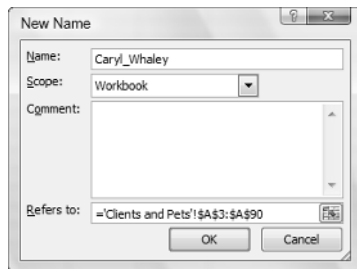 New Name
Name: Caryl_Whaley
Scope: Workbook
Comment:
Refers to: ='Clients and Pets'!$A$3:$A$90
OK Cancel